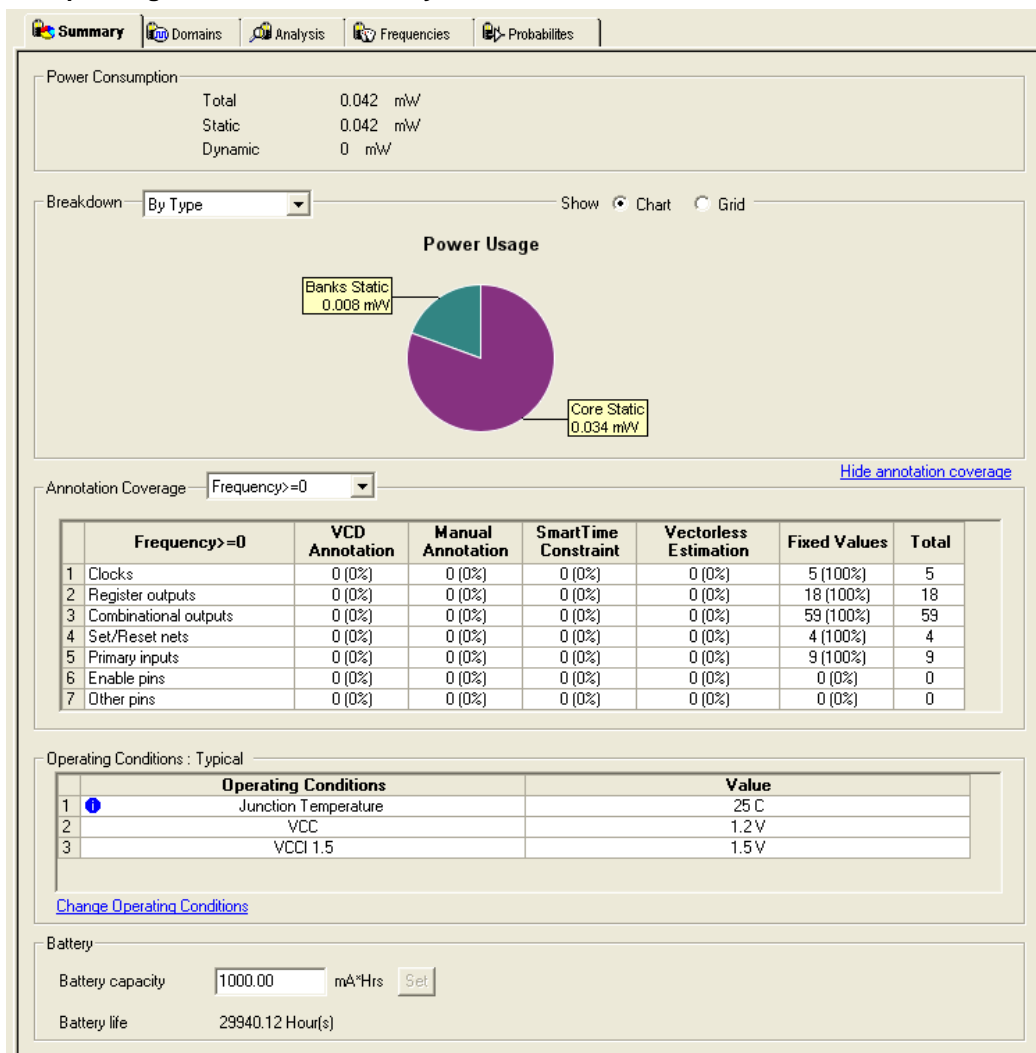 Summary Domains Analysis Frequencies Probabilites
Power Consumption
Total 0.042 mW
Static 0.042 mW
Dynamic 0 mW
Breakdown By Type Show Chart Grid
Power Usage
Banks Static
0.008 mW
Core Static
0.034 mW
Hide annotation coverage
Annotation Coverage Frequency>=0
Frequency>=0 VCD Annotation Manual Annotation SmartTime Constraint Vectorless Estimation Fixed Values Total
1 Clocks 0 (0%) 0 (0%) 0 (0%) 0 (0%) 5 (100%) 5
2 Register outputs 0 (0%) 0 (0%) 0 (0%) 0 (0%) 18 (100%) 18
3 Combinational outputs 0 (0%) 0 (0%) 0 (0%) 0 (0%) 59 (100%) 59
4 Set/Reset nets 0 (0%) 0 (0%) 0 (0%) 0 (0%) 4 (100%) 4
5 Primary inputs 0 (0%) 0 (0%) 0 (0%) 0 (0%) 9 (100%) 9
6 Enable pins 0 (0%) 0 (0%) 0 (0%) 0 (0%) 0 (0%) 0
7 Other pins 0 (0%) 0 (0%) 0 (0%) 0 (0%) 0 (0%) 0
Operating Conditions : Typical
Operating Conditions Value
1 Junction Temperature 25 C
2 VCC 1.2 V
3 VCCI 1.5 1.5 V
Change Operating Conditions
Battery
Battery capacity 1000.00 mA*Hrs Set
Battery life 29940.12 Hour(s)